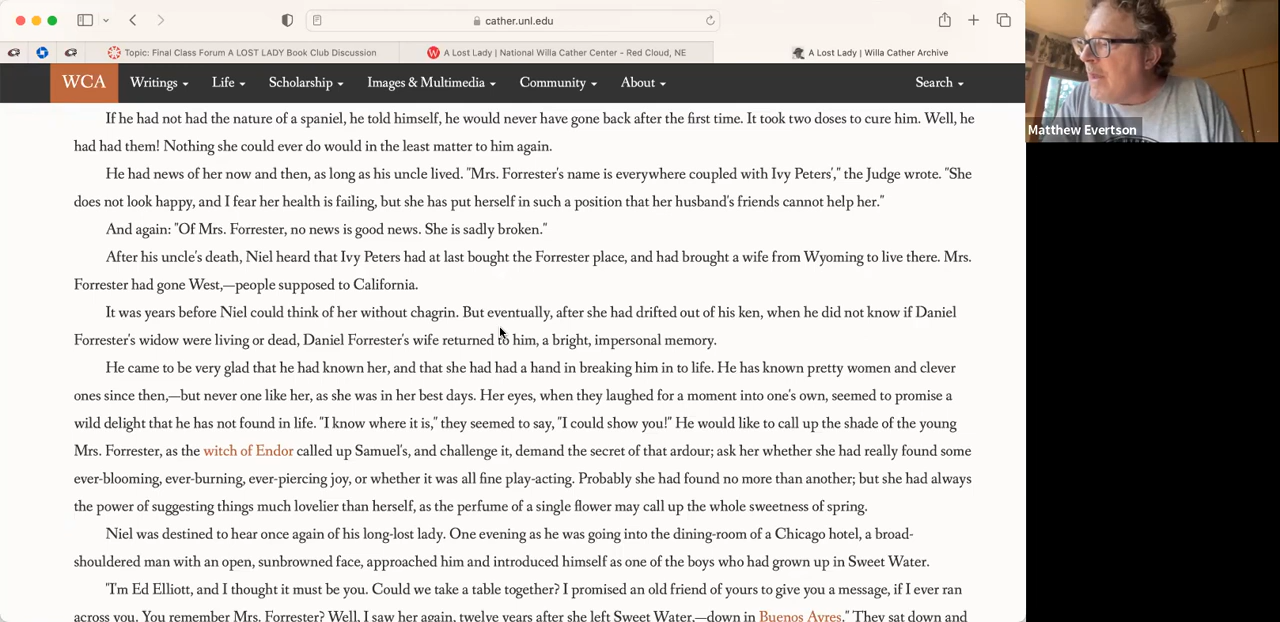 cather.unl.edu
Topic: Final Class Forum A LOST LADY Book Club Discussion
A Lost Lady | National Willa Cather Center - Red Cloud, NE
A Lost Lady | Willa Cather Archive
WCA Writings Life Scholarship Images & Multimedia Community About Search
If he had not had the nature of a spaniel, he told himself, he would never have gone back after the first time. It took two doses to cure him. Well, he
had had them! Nothing she could ever do would in the least matter to him again.
He had news of her now and then, as long as his uncle lived. "Mrs. Forrester's name is everywhere coupled with Ivy Peters'," the Judge wrote. "She
does not look happy, and I fear her health is failing, but she has put herself in such a position that her husband's friends cannot help her."
And again: "Of Mrs. Forrester, no news is good news. She is sadly broken."
After his uncle's death, Niel heard that Ivy Peters had at last bought the Forrester place, and had brought a wife from Wyoming to live there. Mrs.
Forrester had gone West,—people supposed to California.
It was years before Niel could think of her without chagrin. But eventually, after she had drifted out of his ken, when he did not know if Daniel
Forrester's widow were living or dead, Daniel Forrester's wife returned to him, a bright, impersonal memory.
He came to be very glad that he had known her, and that she had had a hand in breaking him in to life. He has known pretty women and clever
ones since then,—but never one like her, as she was in her best days. Her eyes, when they laughed for a moment into one's own, seemed to promise a
wild delight that he has not found in life. "I know where it is," they seemed to say, "I could show you!" He would like to call up the shade of the young
Mrs. Forrester, as the witch of Endor called up Samuel's, and challenge it, demand the secret of that ardour; ask her whether she had really found some
ever-blooming, ever-burning, ever-piercing joy, or whether it was all fine play-acting. Probably she had found no more than another; but she had always
the power of suggesting things much lovelier than herself, as the perfume of a single flower may call up the whole sweetness of spring.
Niel was destined to hear once again of his long-lost lady. One evening as he was going into the dining-room of a Chicago hotel, a broad-
shouldered man with an open, sunbrowned face, approached him and introduced himself as one of the boys who had grown up in Sweet Water.
"I'm Ed Elliott, and I thought it must be you. Could we take a table together? I promised an old friend of yours to give you a message, if I ever ran
across you. You remember Mrs. Forrester? Well, I saw her again, twelve years after she left Sweet Water,—down in Buenos Ayres." They sat down and
Matthew Evertson